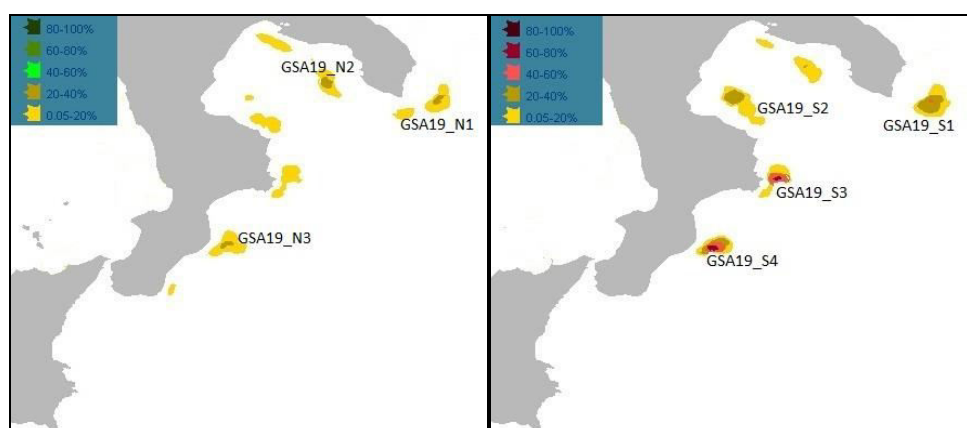 80-100%
60-80%
40-60%
20-40%
0.05-20%
GSA19_N2
GSA19_N1
GSA19_N3
80-100%
60-80%
40-60%
20-40%
0.05-20%
GSA19_S2
GSA19_S1
GSA19_S3
GSA19_S4